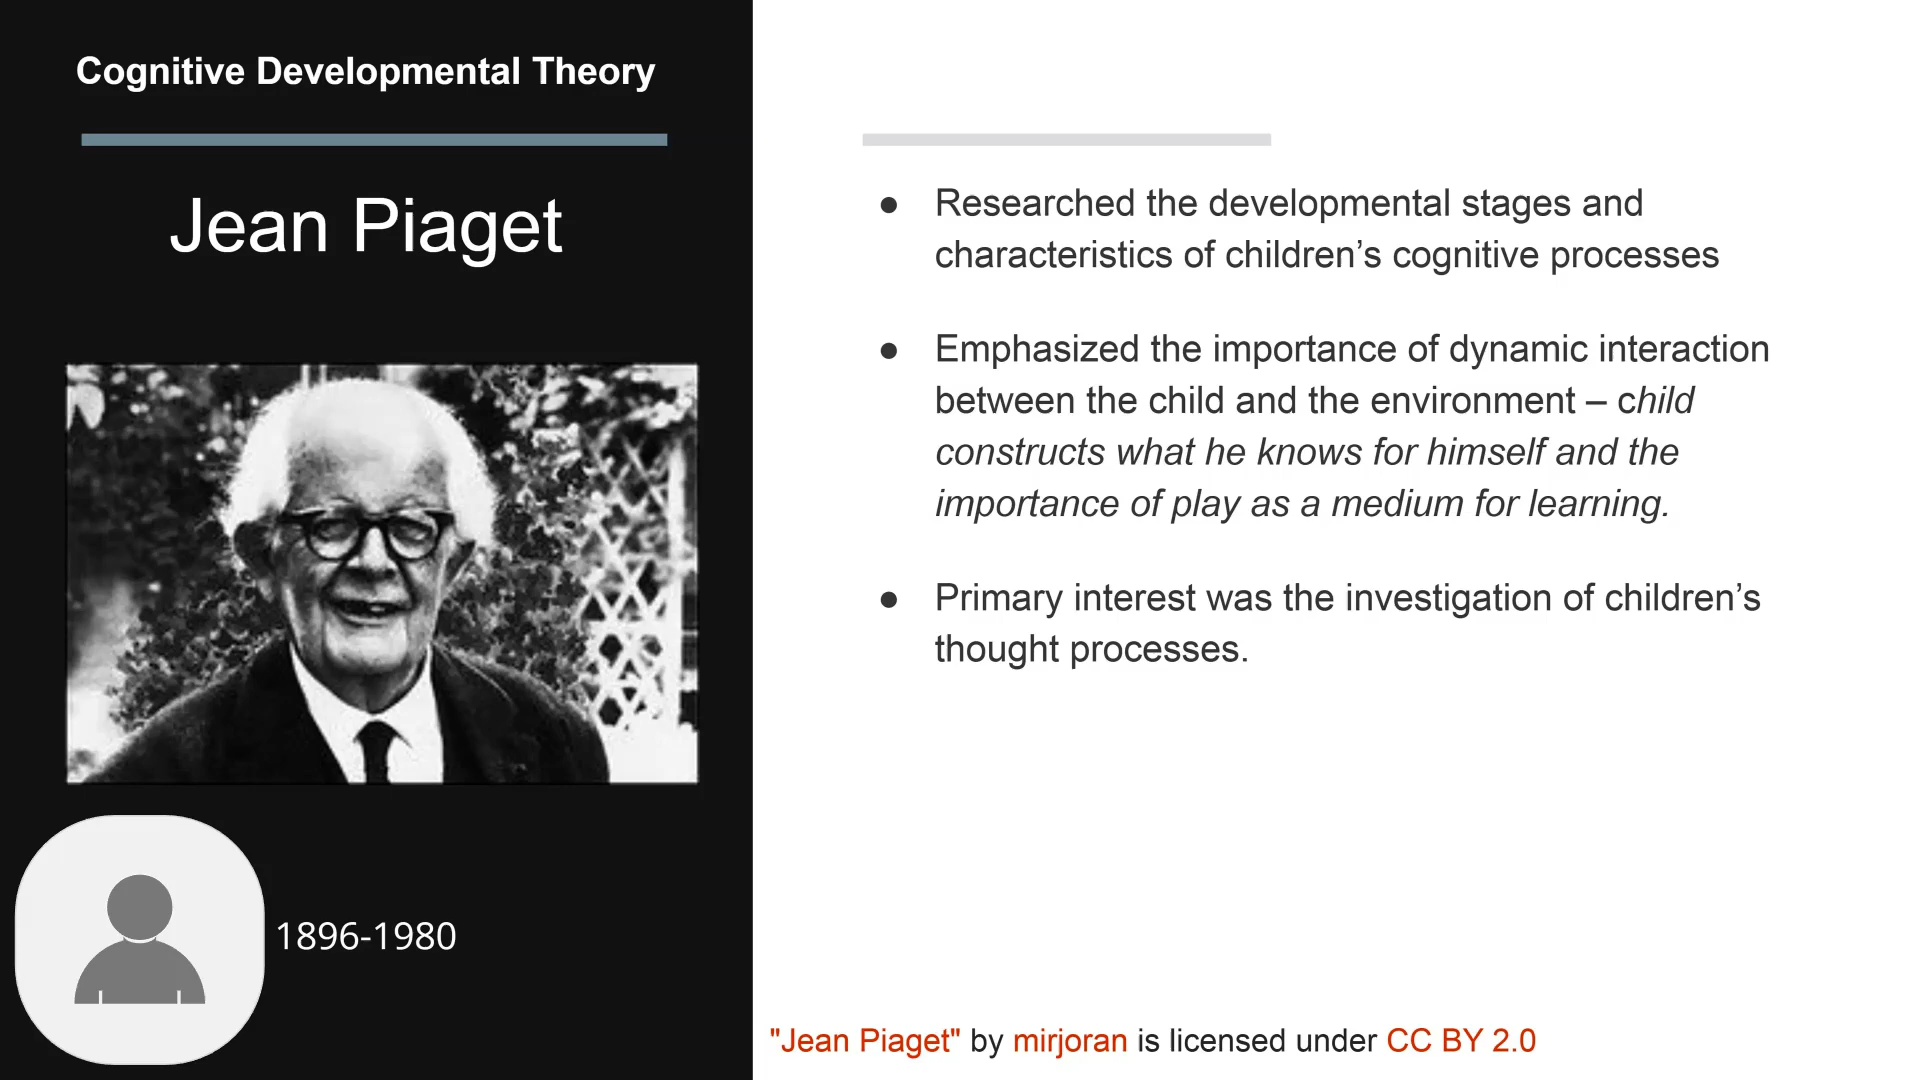 Cognitive Developmental Theory
Jean Piaget
1896-1980
● Researched the developmental stages and
characteristics of children’s cognitive processes
● Emphasized the importance of dynamic interaction
between the child and the environment – child
constructs what he knows for himself and the
importance of play as a medium for learning.
● Primary interest was the investigation of children’s
thought processes.
"Jean Piaget" by mirjoran is licensed under CC BY 2.0